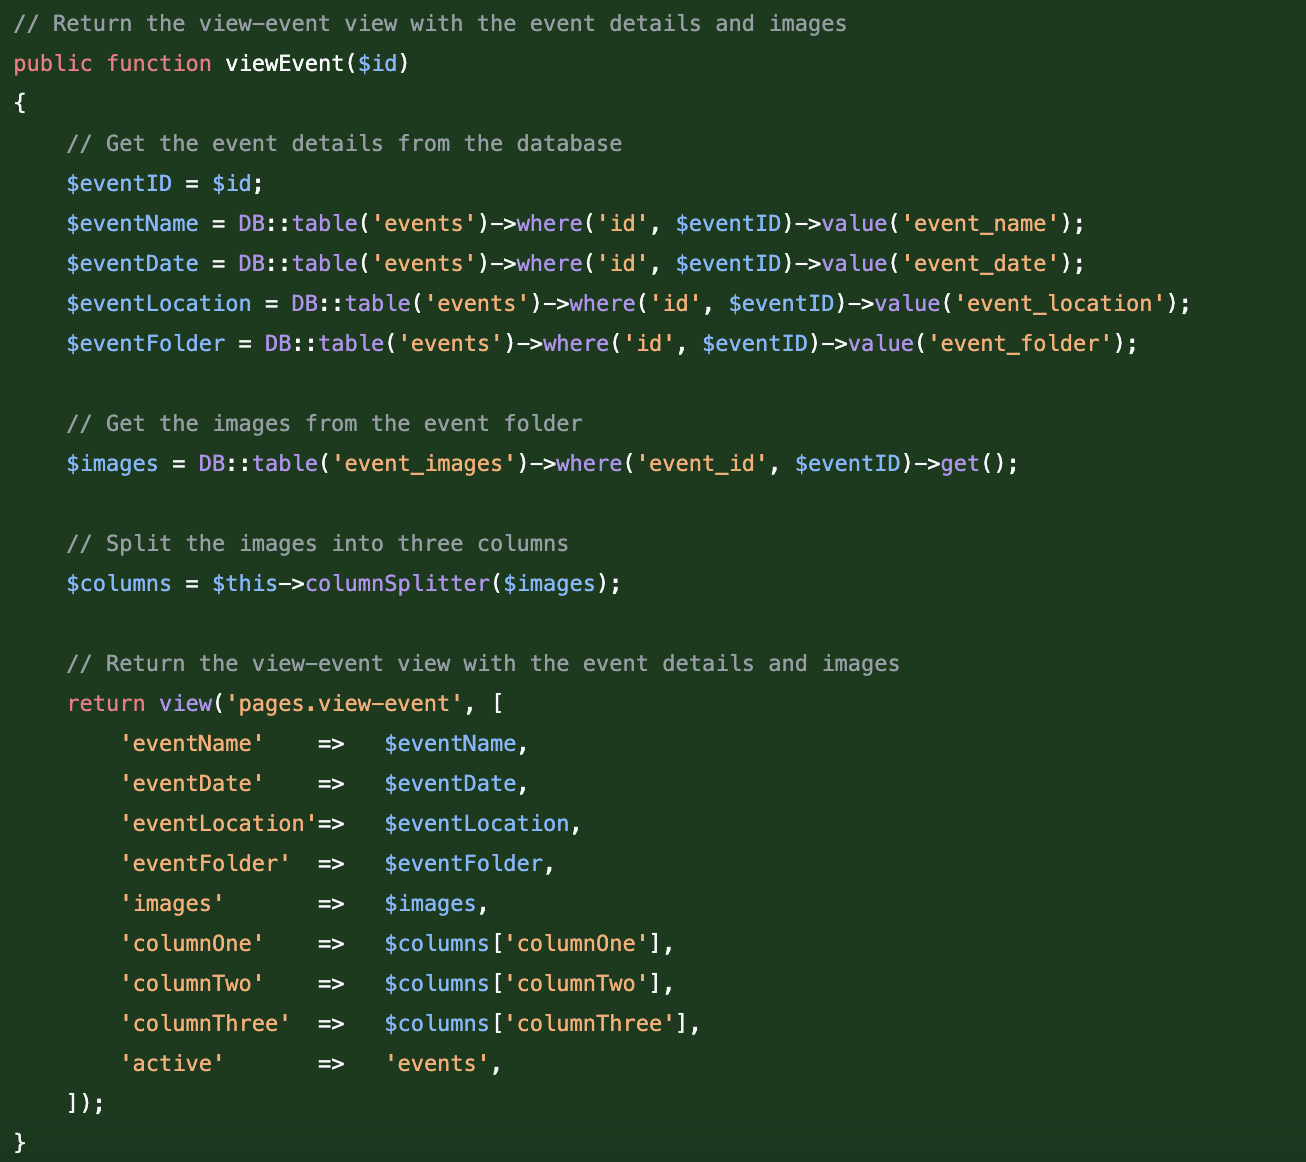 // Return the view-event view with the event details and images
public function viewEvent($id)
{
    // Get the event details from the database
    $eventID = $id;
    $eventName = DB::table('events')->where('id', $eventID)->value('event_name');
    $eventDate = DB::table('events')->where('id', $eventID)->value('event_date');
    $eventLocation = DB::table('events')->where('id', $eventID)->value('event_location');
    $eventFolder = DB::table('events')->where('id', $eventID)->value('event_folder');

    // Get the images from the event folder
    $images = DB::table('event_images')->where('event_id', $eventID)->get();

    // Split the images into three columns
    $columns = $this->columnSplitter($images);

    // Return the view-event view with the event details and images
    return view('pages.view-event', [
        'eventName'    =>   $eventName,
        'eventDate'    =>   $eventDate,
        'eventLocation'=>   $eventLocation,
        'eventFolder'  =>   $eventFolder,
        'images'       =>   $images,
        'columnOne'    =>   $columns['columnOne'],
        'columnTwo'    =>   $columns['columnTwo'],
        'columnThree'  =>   $columns['columnThree'],
        'active'       =>   'events',
    ]);
}